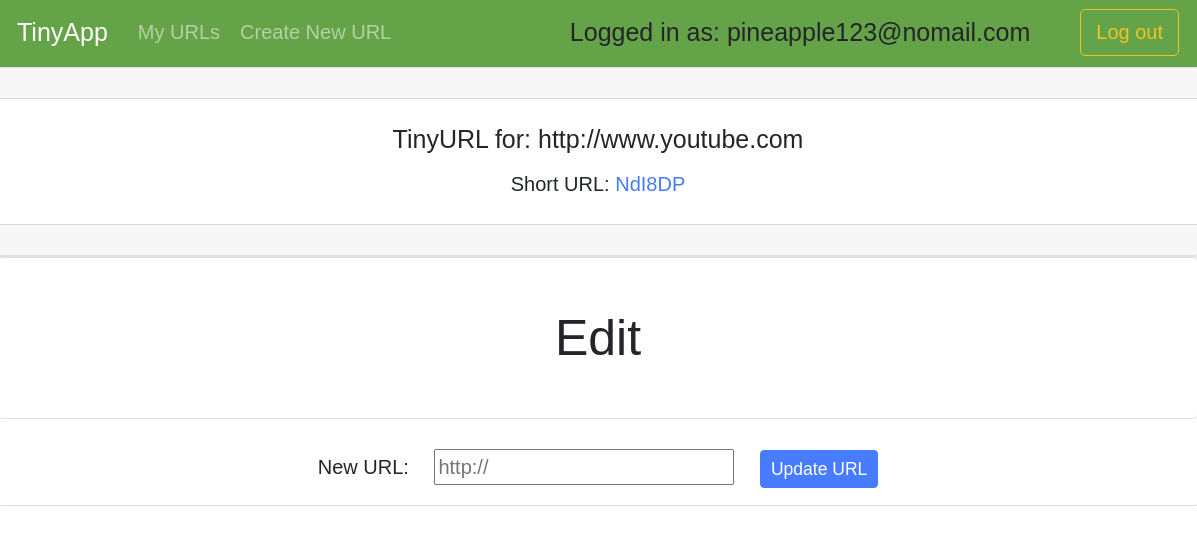 TinyApp My URLs Create New URL Logged in as: pineapple123@nomail.com Log out
TinyURL for: http://www.youtube.com
Short URL: NdI8DP
Edit
New URL: http:// Update URL